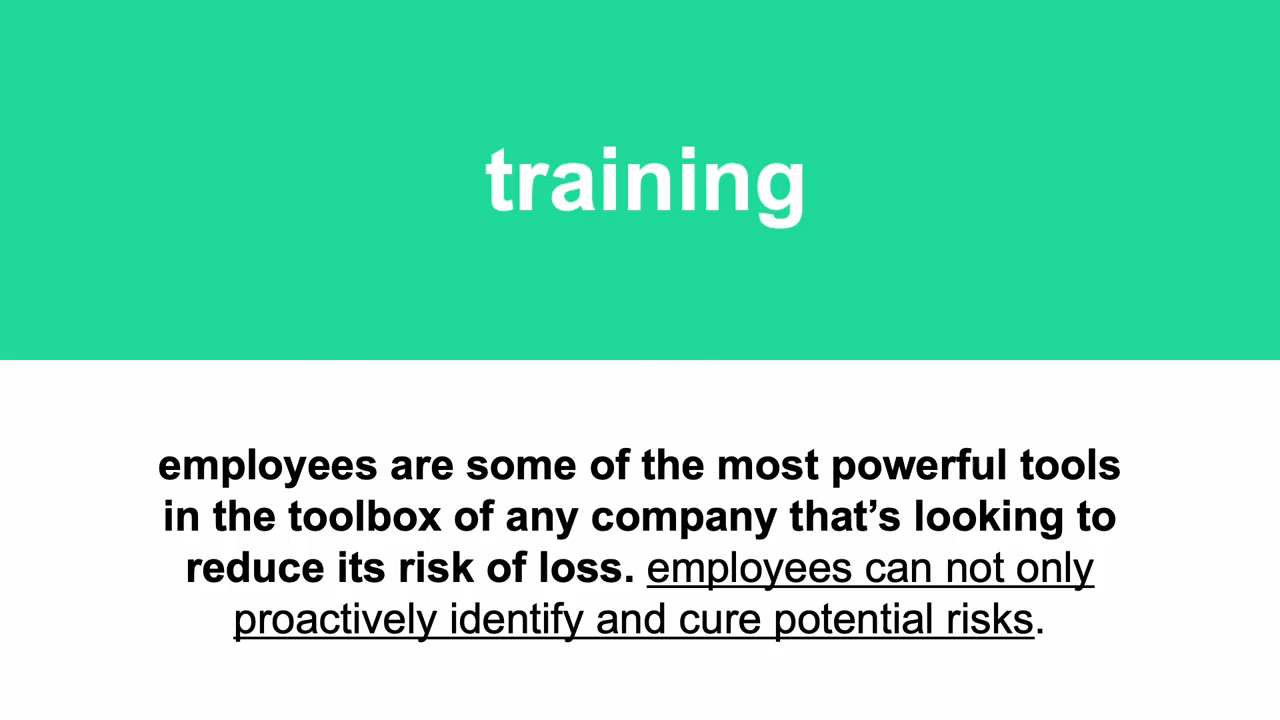 training
employees are some of the most powerful tools
in the toolbox of any company that’s looking to
reduce its risk of loss. employees can not only
proactively identify and cure potential risks.